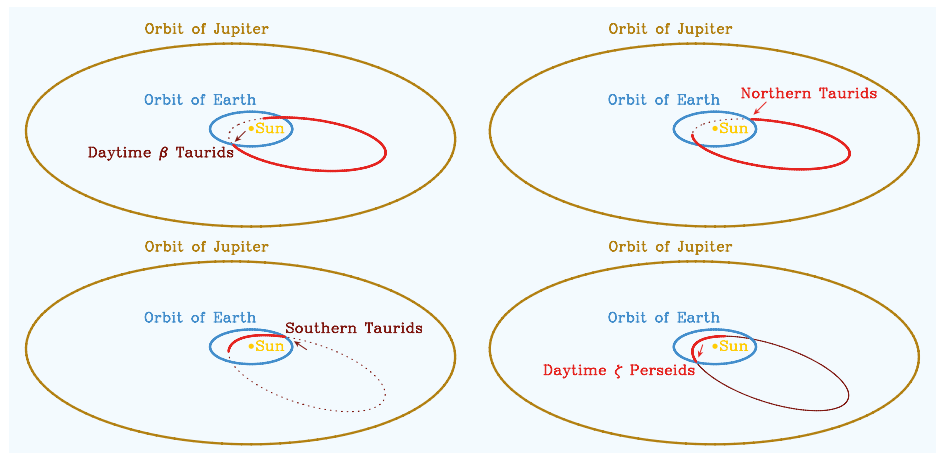 Orbit of Jupiter
Orbit of Earth
Sun
Daytime β Taurids
Orbit of Jupiter
Northern Taurids
Orbit of Earth
Sun
Orbit of Jupiter
Orbit of Earth
Southern Taurids
Sun
Orbit of Jupiter
Orbit of Earth
Sun
Daytime ζ Perseids